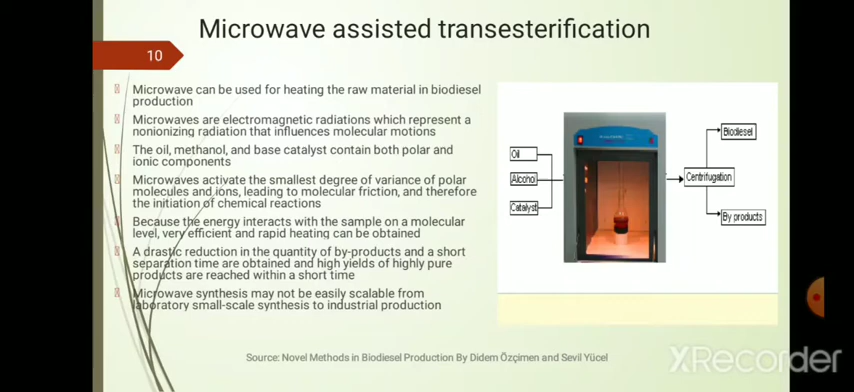 Microwave assisted transesterification
10
Microwave can be used for heating the raw material in biodiesel
production
Microwaves are electromagnetic radiations which represent a
nonionizing radiation that influences molecular motions
The oil, methanol, and base catalyst contain both polar and
ionic components
Microwaves activate the smallest degree of variance of polar
molecules and ions, leading to molecular friction, and therefore
the initiation of chemical reactions
Because the energy interacts with the sample on a molecular
level, very efficient and rapid heating can be obtained
A drastic reduction in the quantity of by-products and a short
separation time are obtained and high yields of highly pure
products are reached within a short time
Microwave synthesis may not be easily scalable from
laboratory small-scale synthesis to industrial production
Oil
Alcohol
Catalyst
Biodiesel
Centrifugation
By products
Source: Novel Methods in Biodiesel Production By Didem Özçimen and Sevil Yücel
XRecorder